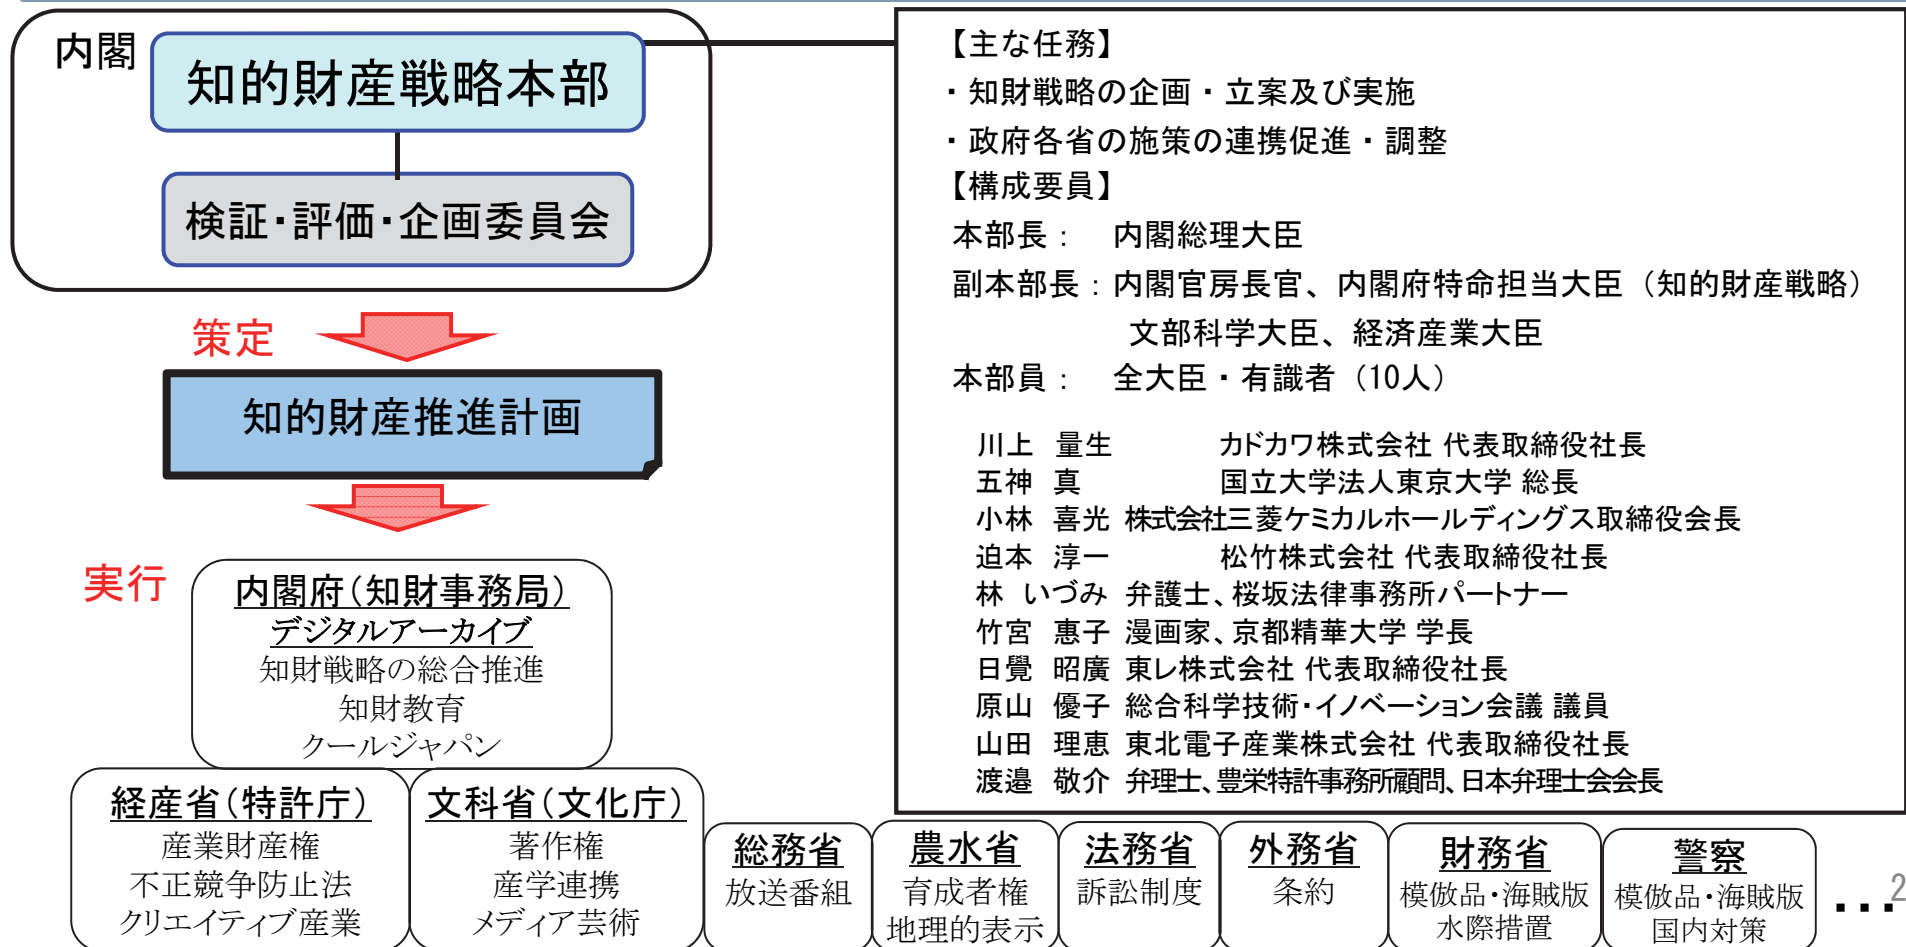 内閣
知的財産戦略本部
検証・評価・企画委員会
策定
知的財産推進計画
実行
内閣府(知財事務局)
デジタルアーカイブ
知財戦略の総合推進
知財教育
クールジャパン
経産省(特許庁)
産業財産権
不正競争防止法
クリエイティブ産業
文科省(文化庁)
著作権
産学連携
メディア芸術
総務省
放送番組
農水省
育成者権
地理的表示
法務省
訴訟制度
外務省
条約
財務省
模倣品・海賊版
水際措置
警察
模倣品・海賊版
国内対策
...
【主な任務】
・知財戦略の企画・立案及び実施
・政府各省の施策の連携促進・調整
【構成要員】
本部長: 内閣総理大臣
副本部長:内閣官房長官、内閣府特命担当大臣(知的財産戦略)
文部科学大臣、経済産業大臣
本部員: 全大臣・有識者(10人)
川上 量生 カドカワ株式会社 代表取締役社長
五神 真 国立大学法人東京大学 総長
小林 喜光 株式会社三菱ケミカルホールディングス取締役会長
迫本 淳一 松竹株式会社 代表取締役社長
林 いづみ 弁護士、桜坂法律事務所パートナー
竹宮 惠子 漫画家、京都精華大学 学長
日覺 昭廣 東レ株式会社 代表取締役社長
原山 優子 総合科学技術・イノベーション会議 議員
山田 理恵 東北電子産業株式会社 代表取締役社長
渡邉 敬介 弁理士、豊栄特許事務所顧問、日本弁理士会会長
2